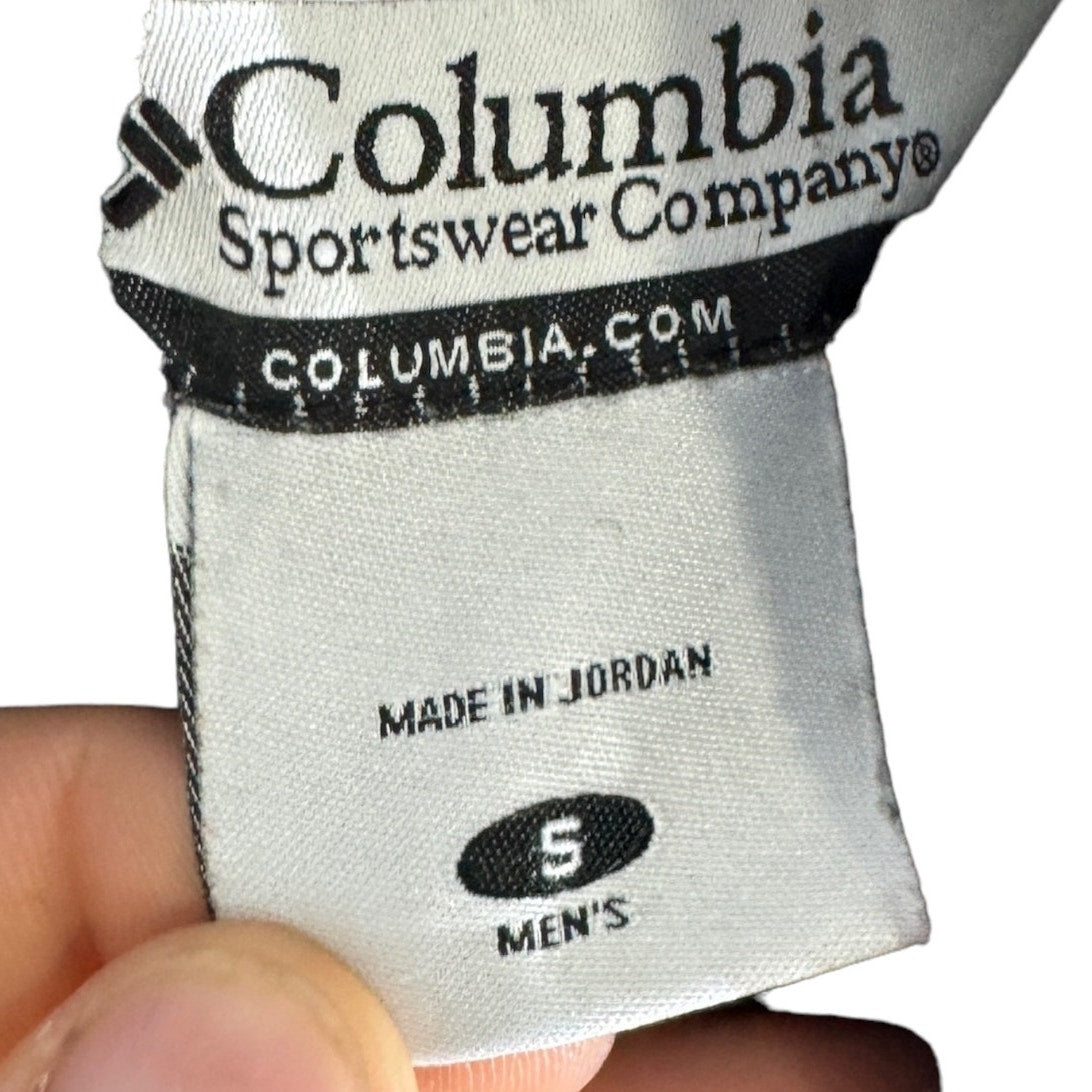 Columbia
Sportswear Company®
COLUMBIA.COM
MADE IN JORDAN
S
MEN'S